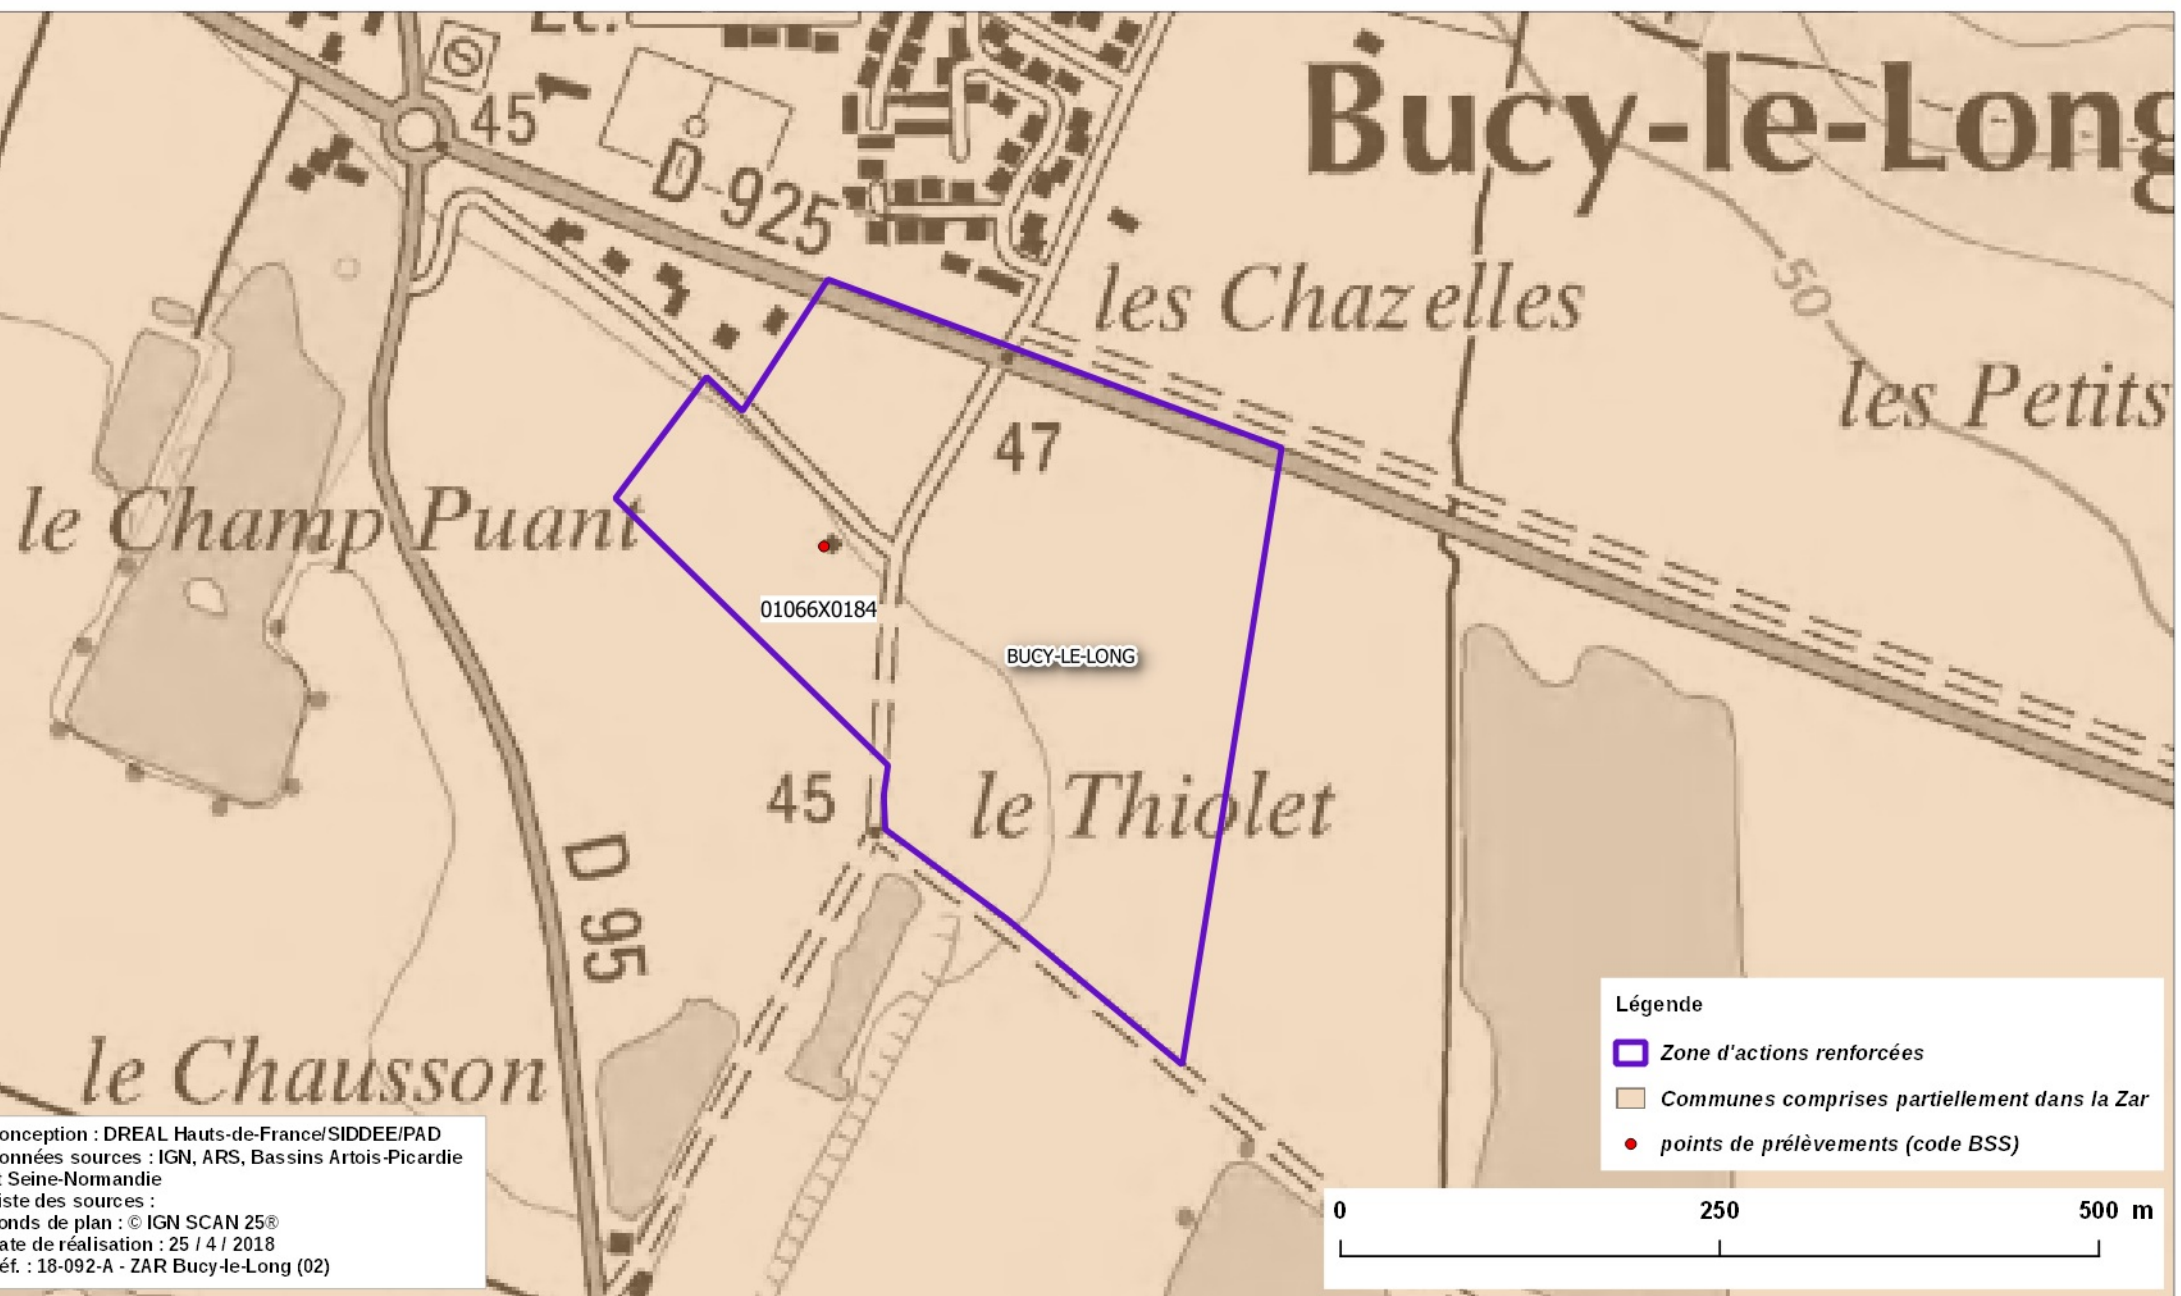 45
D 925
Bucy-le-Long
les Chazelles
50
les Petits
47
le Champ Puant
01066X0184
BUCY-LE-LONG
45
le Thiolet
D 95
le Chausson
Légende
Zone d'actions renforcées
Communes comprises partiellement dans la Zar
points de prélèvements (code BSS)
0 250 500 m
onception : DREAL Hauts-de-France/SIDDEE/PAD
onnées sources : IGN, ARS, Bassins Artois-Picardie
t Seine-Normandie
iste des sources :
onds de plan : © IGN SCAN 25®
ate de réalisation : 25 / 4 / 2018
éf. : 18-092-A - ZAR Bucy-le-Long (02)